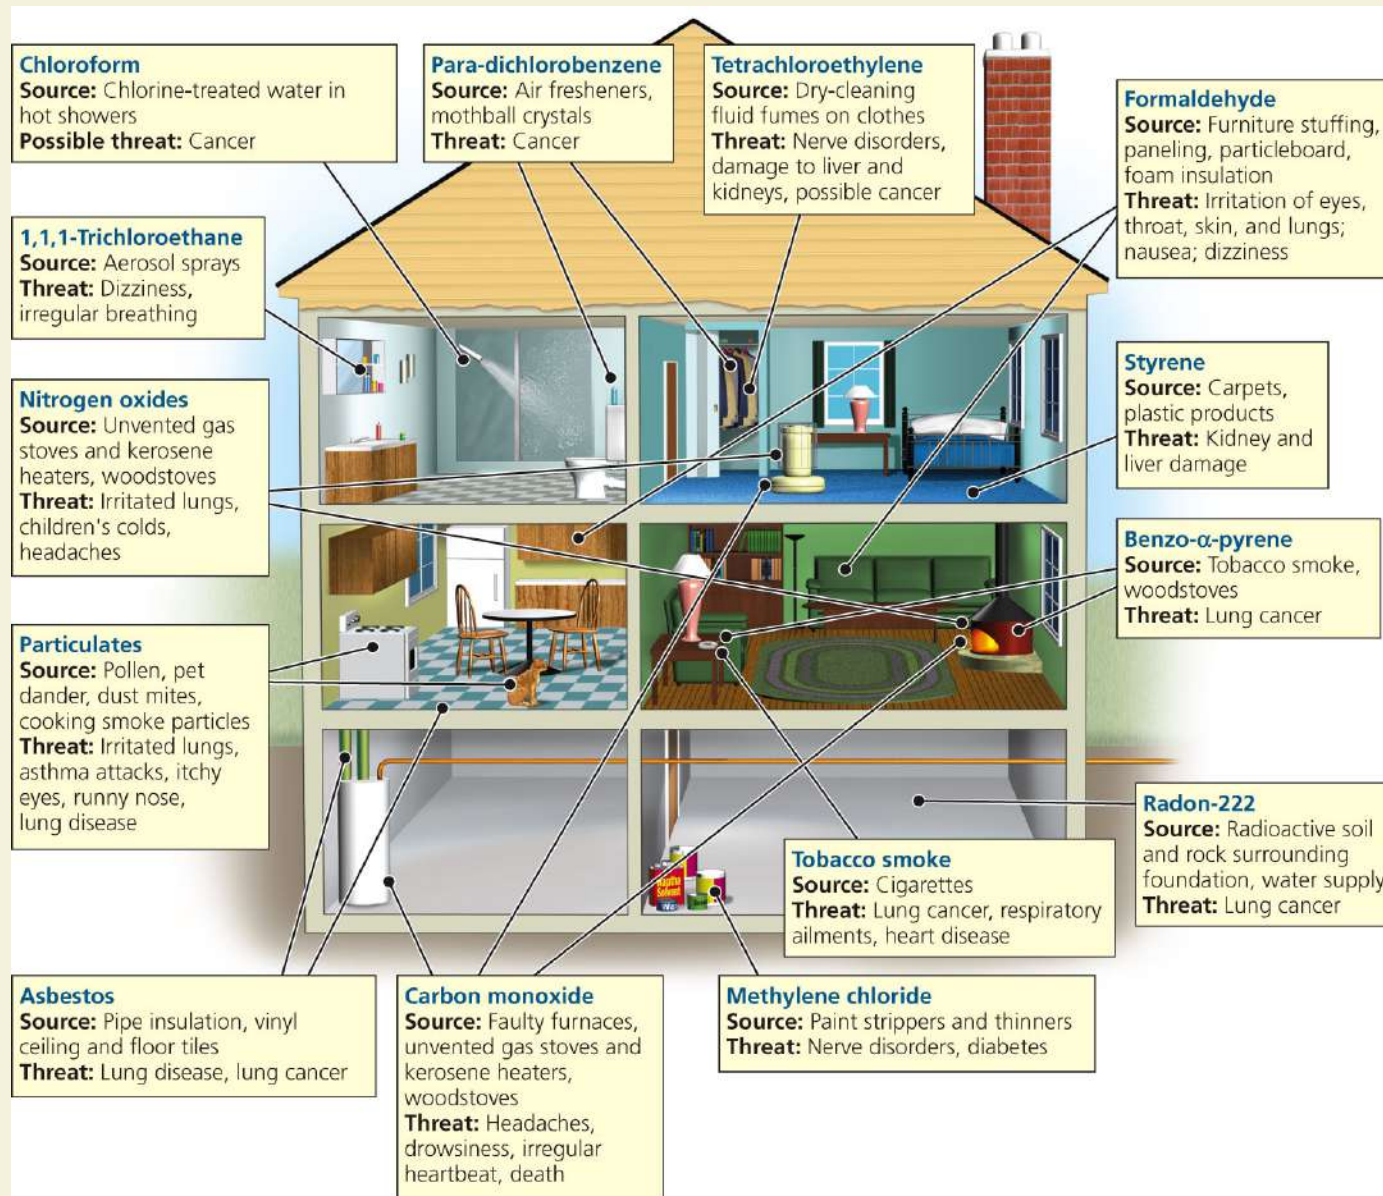 Chloroform
Source: Chlorine-treated water in
hot showers
Possible threat: Cancer
Para-dichlorobenzene
Source: Air fresheners,
mothball crystals
Threat: Cancer
Tetrachloroethylene
Source: Dry-cleaning
fluid fumes on clothes
Threat: Nerve disorders,
damage to liver and
kidneys, possible cancer
Formaldehyde
Source: Furniture stuffing,
paneling, particleboard,
foam insulation
Threat: Irritation of eyes,
throat, skin, and lungs;
nausea; dizziness
1,1,1-Trichloroethane
Source: Aerosol sprays
Threat: Dizziness,
irregular breathing
Styrene
Source: Carpets,
plastic products
Threat: Kidney and
liver damage
Nitrogen oxides
Source: Unvented gas
stoves and kerosene
heaters, woodstoves
Threat: Irritated lungs,
children's colds,
headaches
Benzo-α-pyrene
Source: Tobacco smoke,
woodstoves
Threat: Lung cancer
Particulates
Source: Pollen, pet
dander, dust mites,
cooking smoke particles
Threat: Irritated lungs,
asthma attacks, itchy
eyes, runny nose,
lung disease
Radon-222
Source: Radioactive soil
and rock surrounding
foundation, water supply
Threat: Lung cancer
Tobacco smoke
Source: Cigarettes
Threat: Lung cancer, respiratory
ailments, heart disease
Solvent
Asbestos
Source: Pipe insulation, vinyl
ceiling and floor tiles
Threat: Lung disease, lung cancer
Carbon monoxide
Source: Faulty furnaces,
unvented gas stoves and
kerosene heaters,
woodstoves
Threat: Headaches,
drowsiness, irregular
heartbeat, death
Methylene chloride
Source: Paint strippers and thinners
Threat: Nerve disorders, diabetes